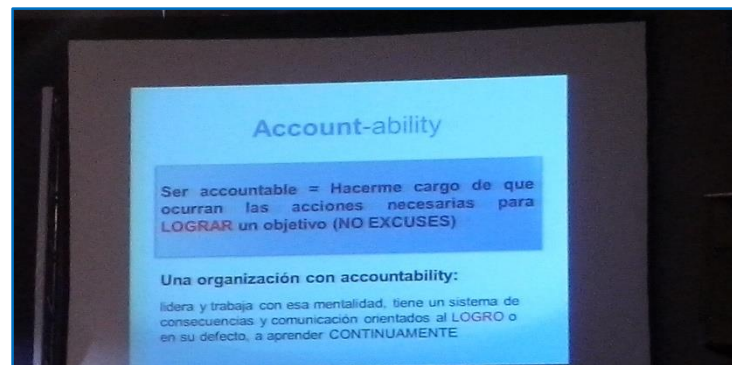 Account-ability
Ser accountable = Hacerme cargo de que
ocurran las acciones necesarias para
LOGRAR un objetivo (NO EXCUSES)
Una organización con accountability:
lidera y trabaja con esa mentalidad, tiene un sistema de
consecuencias y comunicación orientados al LOGRO o
en su defecto, a aprender CONTINUAMENTE